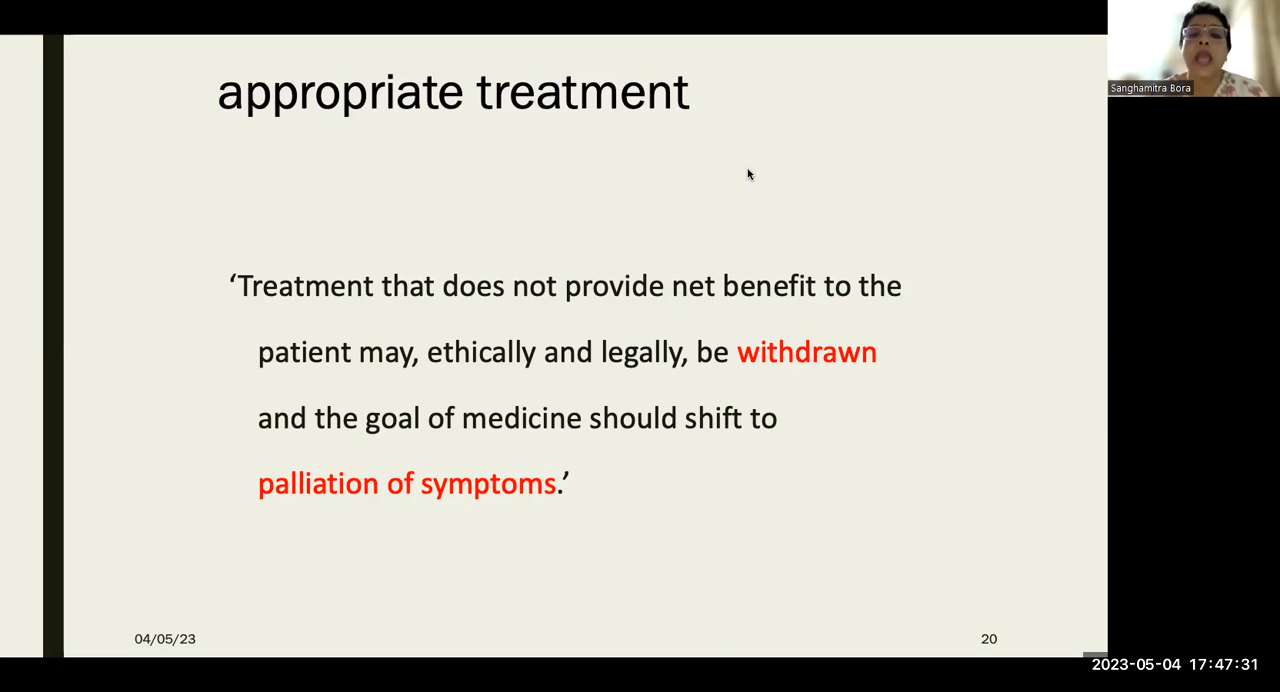 appropriate treatment
Sanghamitra Bora
‘Treatment that does not provide net benefit to the
patient may, ethically and legally, be withdrawn
and the goal of medicine should shift to
palliation of symptoms.’
04/05/23
20
2023-05-04 17:47:31